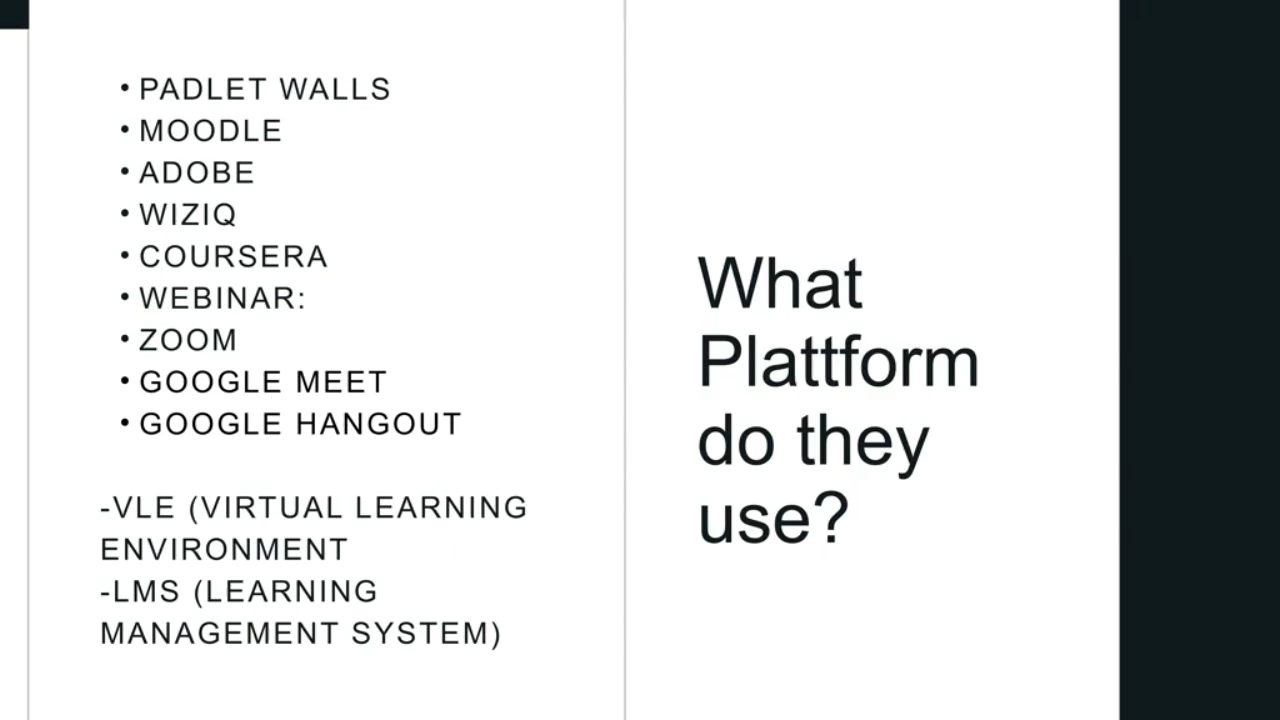 • PADLET WALLS
• MOODLE
• ADOBE
• WIZIQ
• COURSERA
• WEBINAR:
• ZOOM
• GOOGLE MEET
• GOOGLE HANGOUT
-VLE (VIRTUAL LEARNING
ENVIRONMENT
-LMS (LEARNING
MANAGEMENT SYSTEM)
What
Plattform
do they
use?